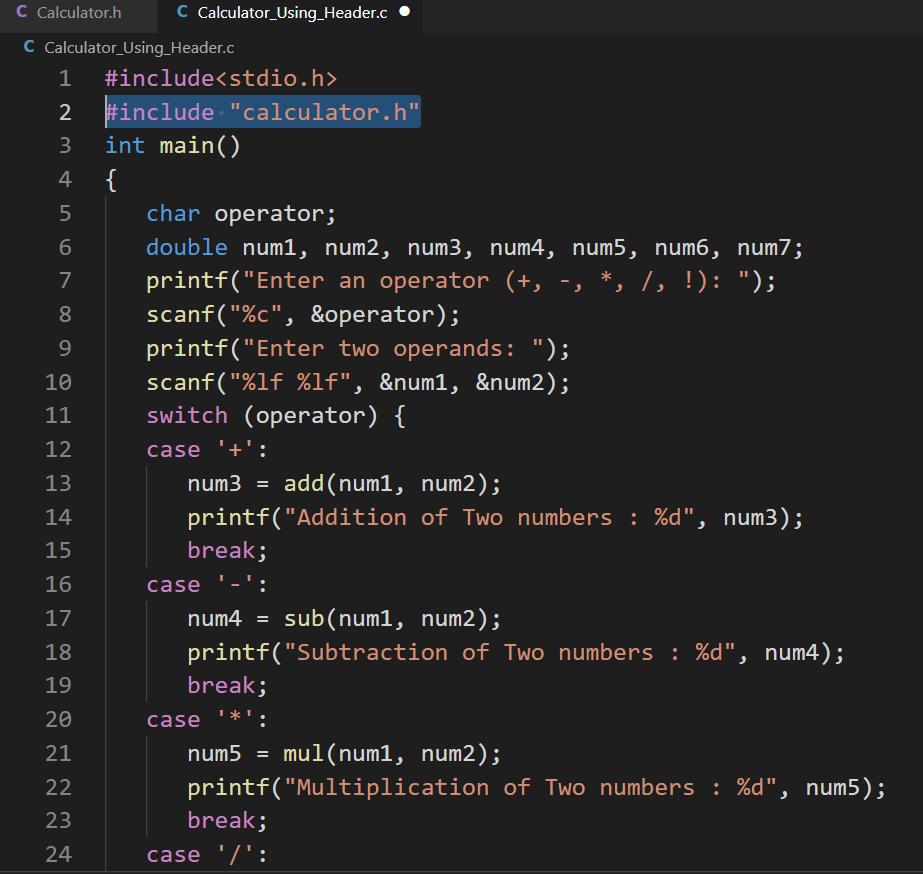 C Calculator.h C Calculator_Using_Header.c ●
C Calculator_Using_Header.c
1 #include<stdio.h>
2 #include "calculator.h"
3 int main()
4 {
5 char operator;
6 double num1, num2, num3, num4, num5, num6, num7;
7 printf("Enter an operator (+, -, *, /, !): ");
8 scanf("%c", &operator);
9 printf("Enter two operands: ");
10 scanf("%lf %lf", &num1, &num2);
11 switch (operator) {
12 case '+':
13 num3 = add(num1, num2);
14 printf("Addition of Two numbers : %d", num3);
15 break;
16 case '-':
17 num4 = sub(num1, num2);
18 printf("Subtraction of Two numbers : %d", num4);
19 break;
20 case '*':
21 num5 = mul(num1, num2);
22 printf("Multiplication of Two numbers : %d", num5);
23 break;
24 case '/':